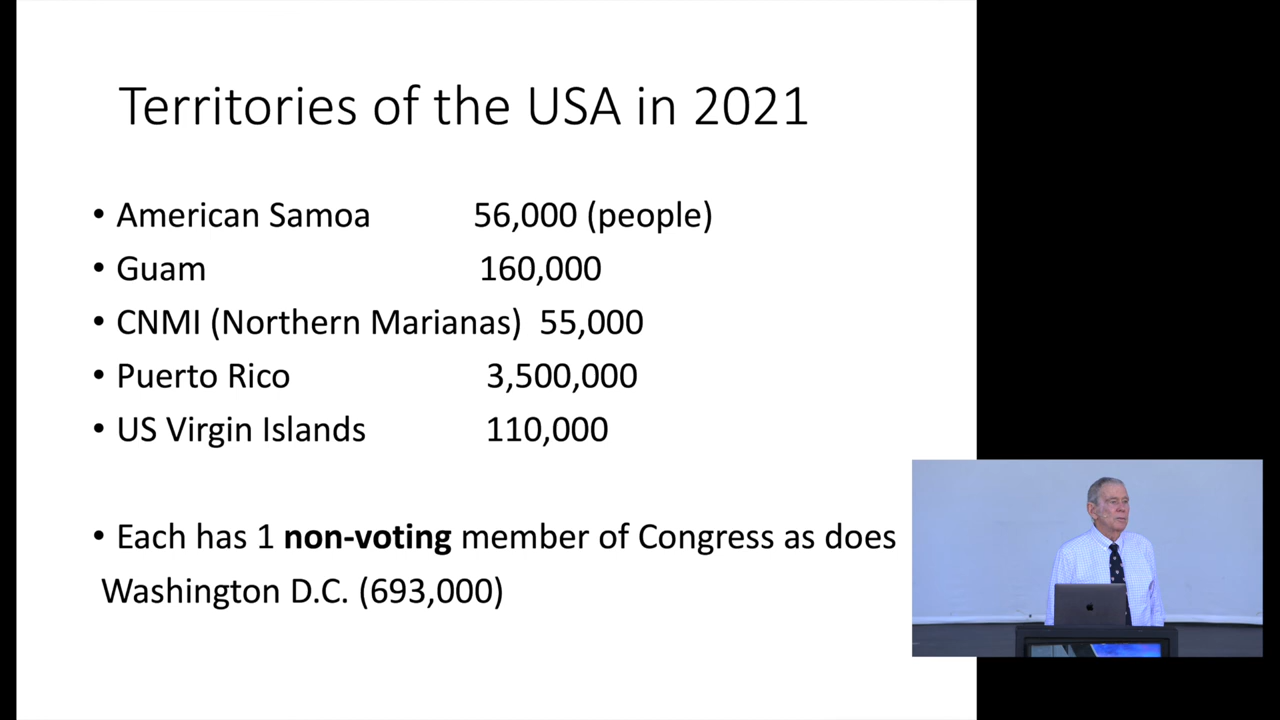 Territories of the USA in 2021
• American Samoa 56,000 (people)
• Guam 160,000
• CNMI (Northern Marianas) 55,000
• Puerto Rico 3,500,000
• US Virgin Islands 110,000
• Each has 1 non-voting member of Congress as does
Washington D.C. (693,000)